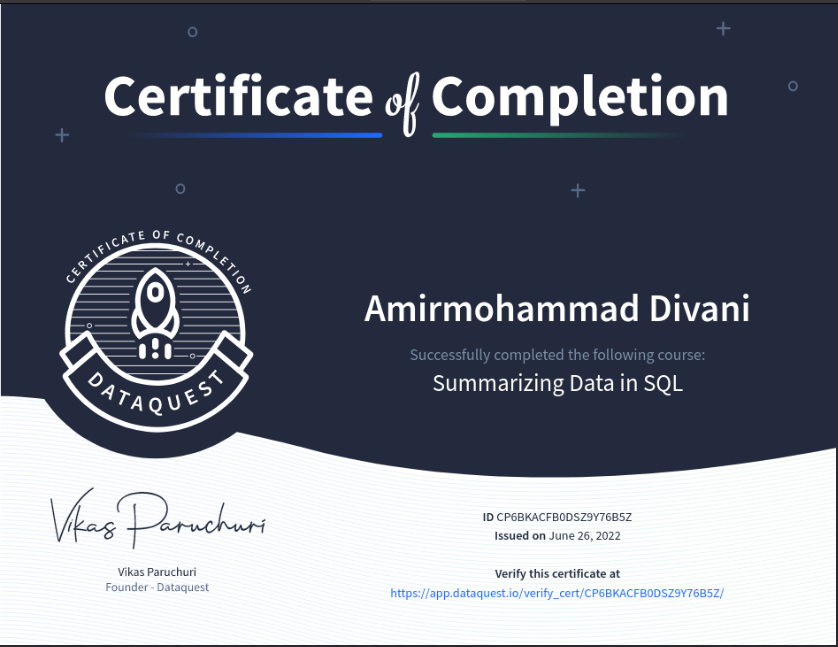 Certificate of Completion
CERTIFICATE OF COMPLETION
DATAQUEST
Amirmohammad Divani
Successfully completed the following course:
Summarizing Data in SQL
Vikas Paruchuri
Vikas Paruchuri
Founder - Dataquest
ID CP6BKACFB0DSZ9Y76B5Z
Issued on June 26, 2022
Verify this certificate at
https://app.dataquest.io/verify_cert/CP6BKACFB0DSZ9Y76B5Z/